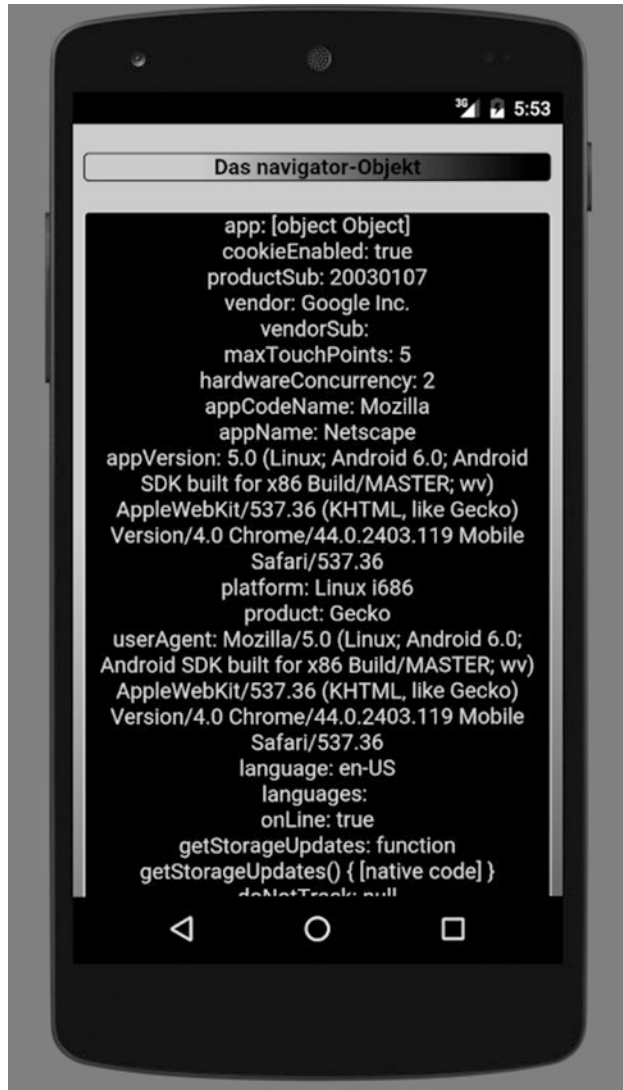 3G 5:53
Das navigator-Objekt
app: [object Object]
cookieEnabled: true
productSub: 20030107
vendor: Google Inc.
vendorSub:
maxTouchPoints: 5
hardwareConcurrency: 2
appCodeName: Mozilla
appName: Netscape
appVersion: 5.0 (Linux; Android 6.0; Android
SDK built for x86 Build/MASTER; wv)
AppleWebKit/537.36 (KHTML, like Gecko)
Version/4.0 Chrome/44.0.2403.119 Mobile
Safari/537.36
platform: Linux i686
product: Gecko
userAgent: Mozilla/5.0 (Linux; Android 6.0;
Android SDK built for x86 Build/MASTER; wv)
AppleWebKit/537.36 (KHTML, like Gecko)
Version/4.0 Chrome/44.0.2403.119 Mobile
Safari/537.36
language: en-US
languages:
onLine: true
getStorageUpdates: function
getStorageUpdates() { [native code] }
doNotTrack: null